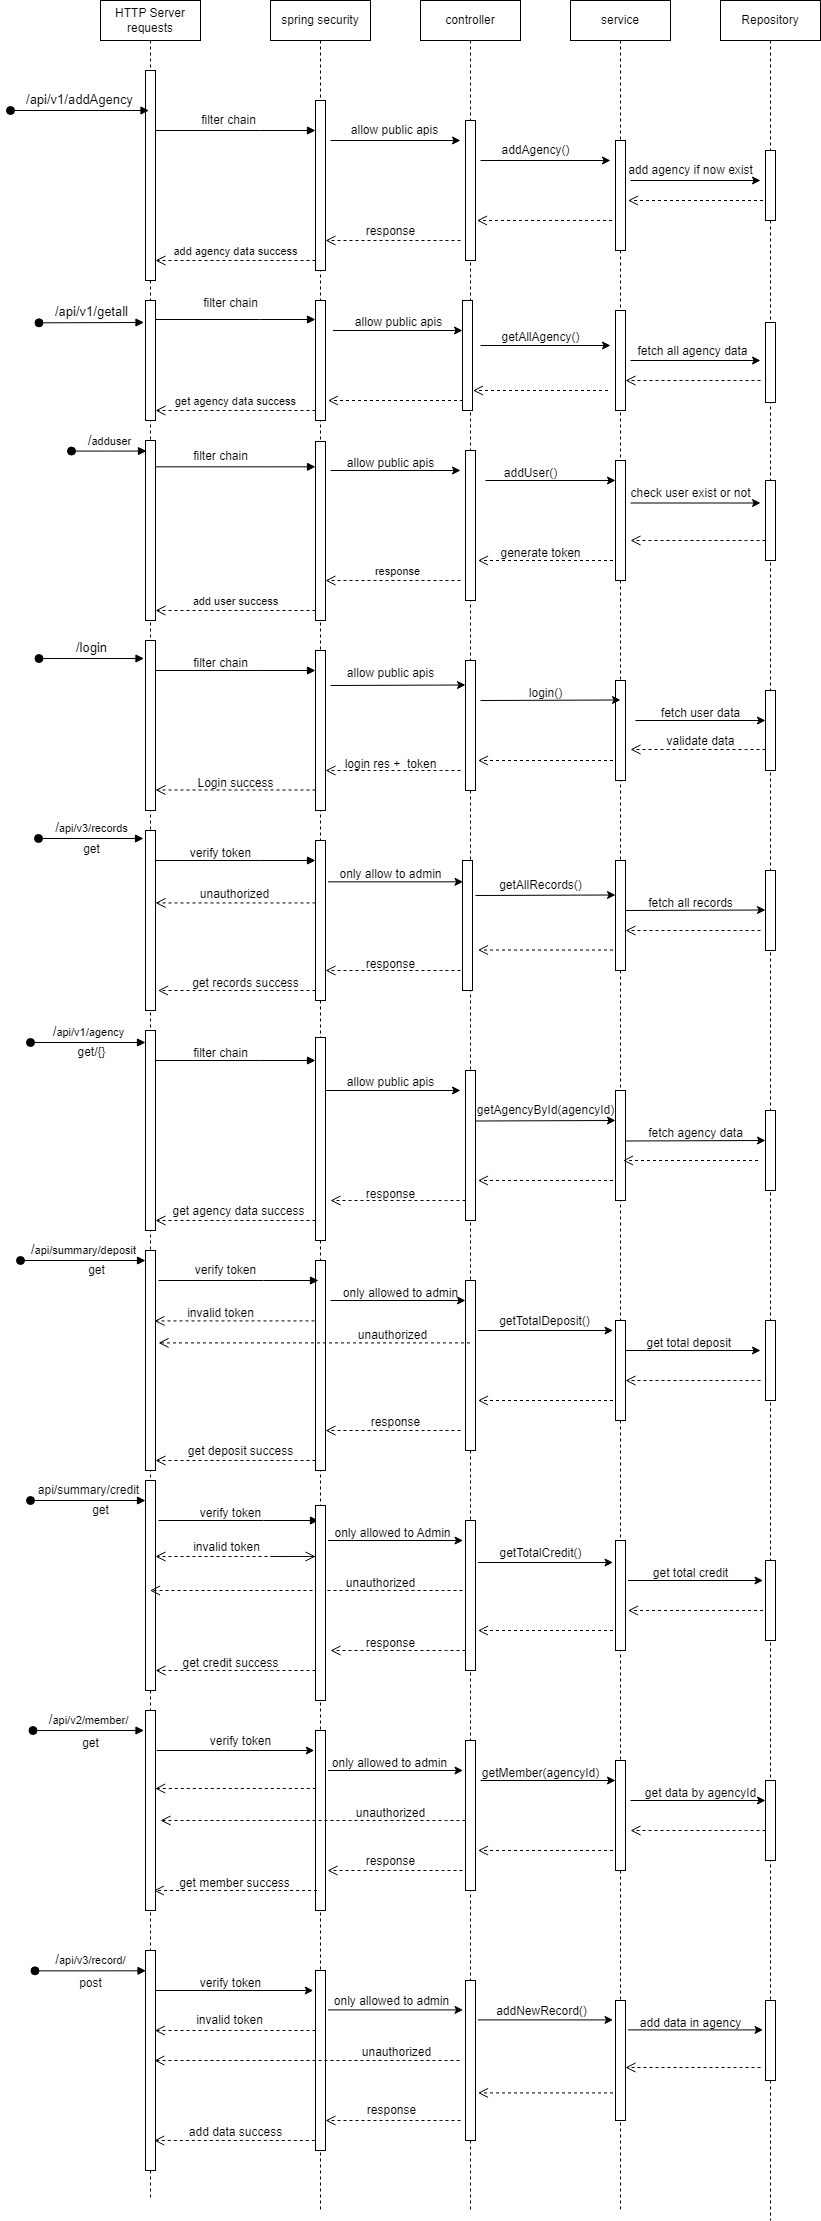 HTTP Server
requests
spring security
controller
service
Repository
/api/v1/addAgency
filter chain
allow public apis
addAgency()
add agency if now exist
response
add agency data success
/api/v1/getall
filter chain
allow public apis
getAllAgency()
fetch all agency data
get agency data success
/adduser
filter chain
allow public apis
addUser()
check user exist or not
generate token
response
add user success
/login
filter chain
allow public apis
login()
fetch user data
validate data
login res + token
Login success
/api/v3/records
get
verify token
only allow to admin
getAllRecords()
unauthorized
fetch all records
response
get records success
/api/v1/agency
get/{}
filter chain
allow public apis
getAgencyById(agencyId)
fetch agency data
response
get agency data success
/api/summary/deposit
get
verify token
only allowed to admin
invalid token
getTotalDeposit()
unauthorized
get total deposit
response
get deposit success
api/summary/credit
get
verify token
only allowed to Admin
invalid token
getTotalCredit()
get total credit
unauthorized
response
get credit success
/api/v2/member/
get
verify token
only allowed to admin
getMember(agencyId)
get data by agencyId
unauthorized
response
get member success
/api/v3/record/
post
verify token
only allowed to admin
addNewRecord()
invalid token
add data in agency
unauthorized
response
add data success